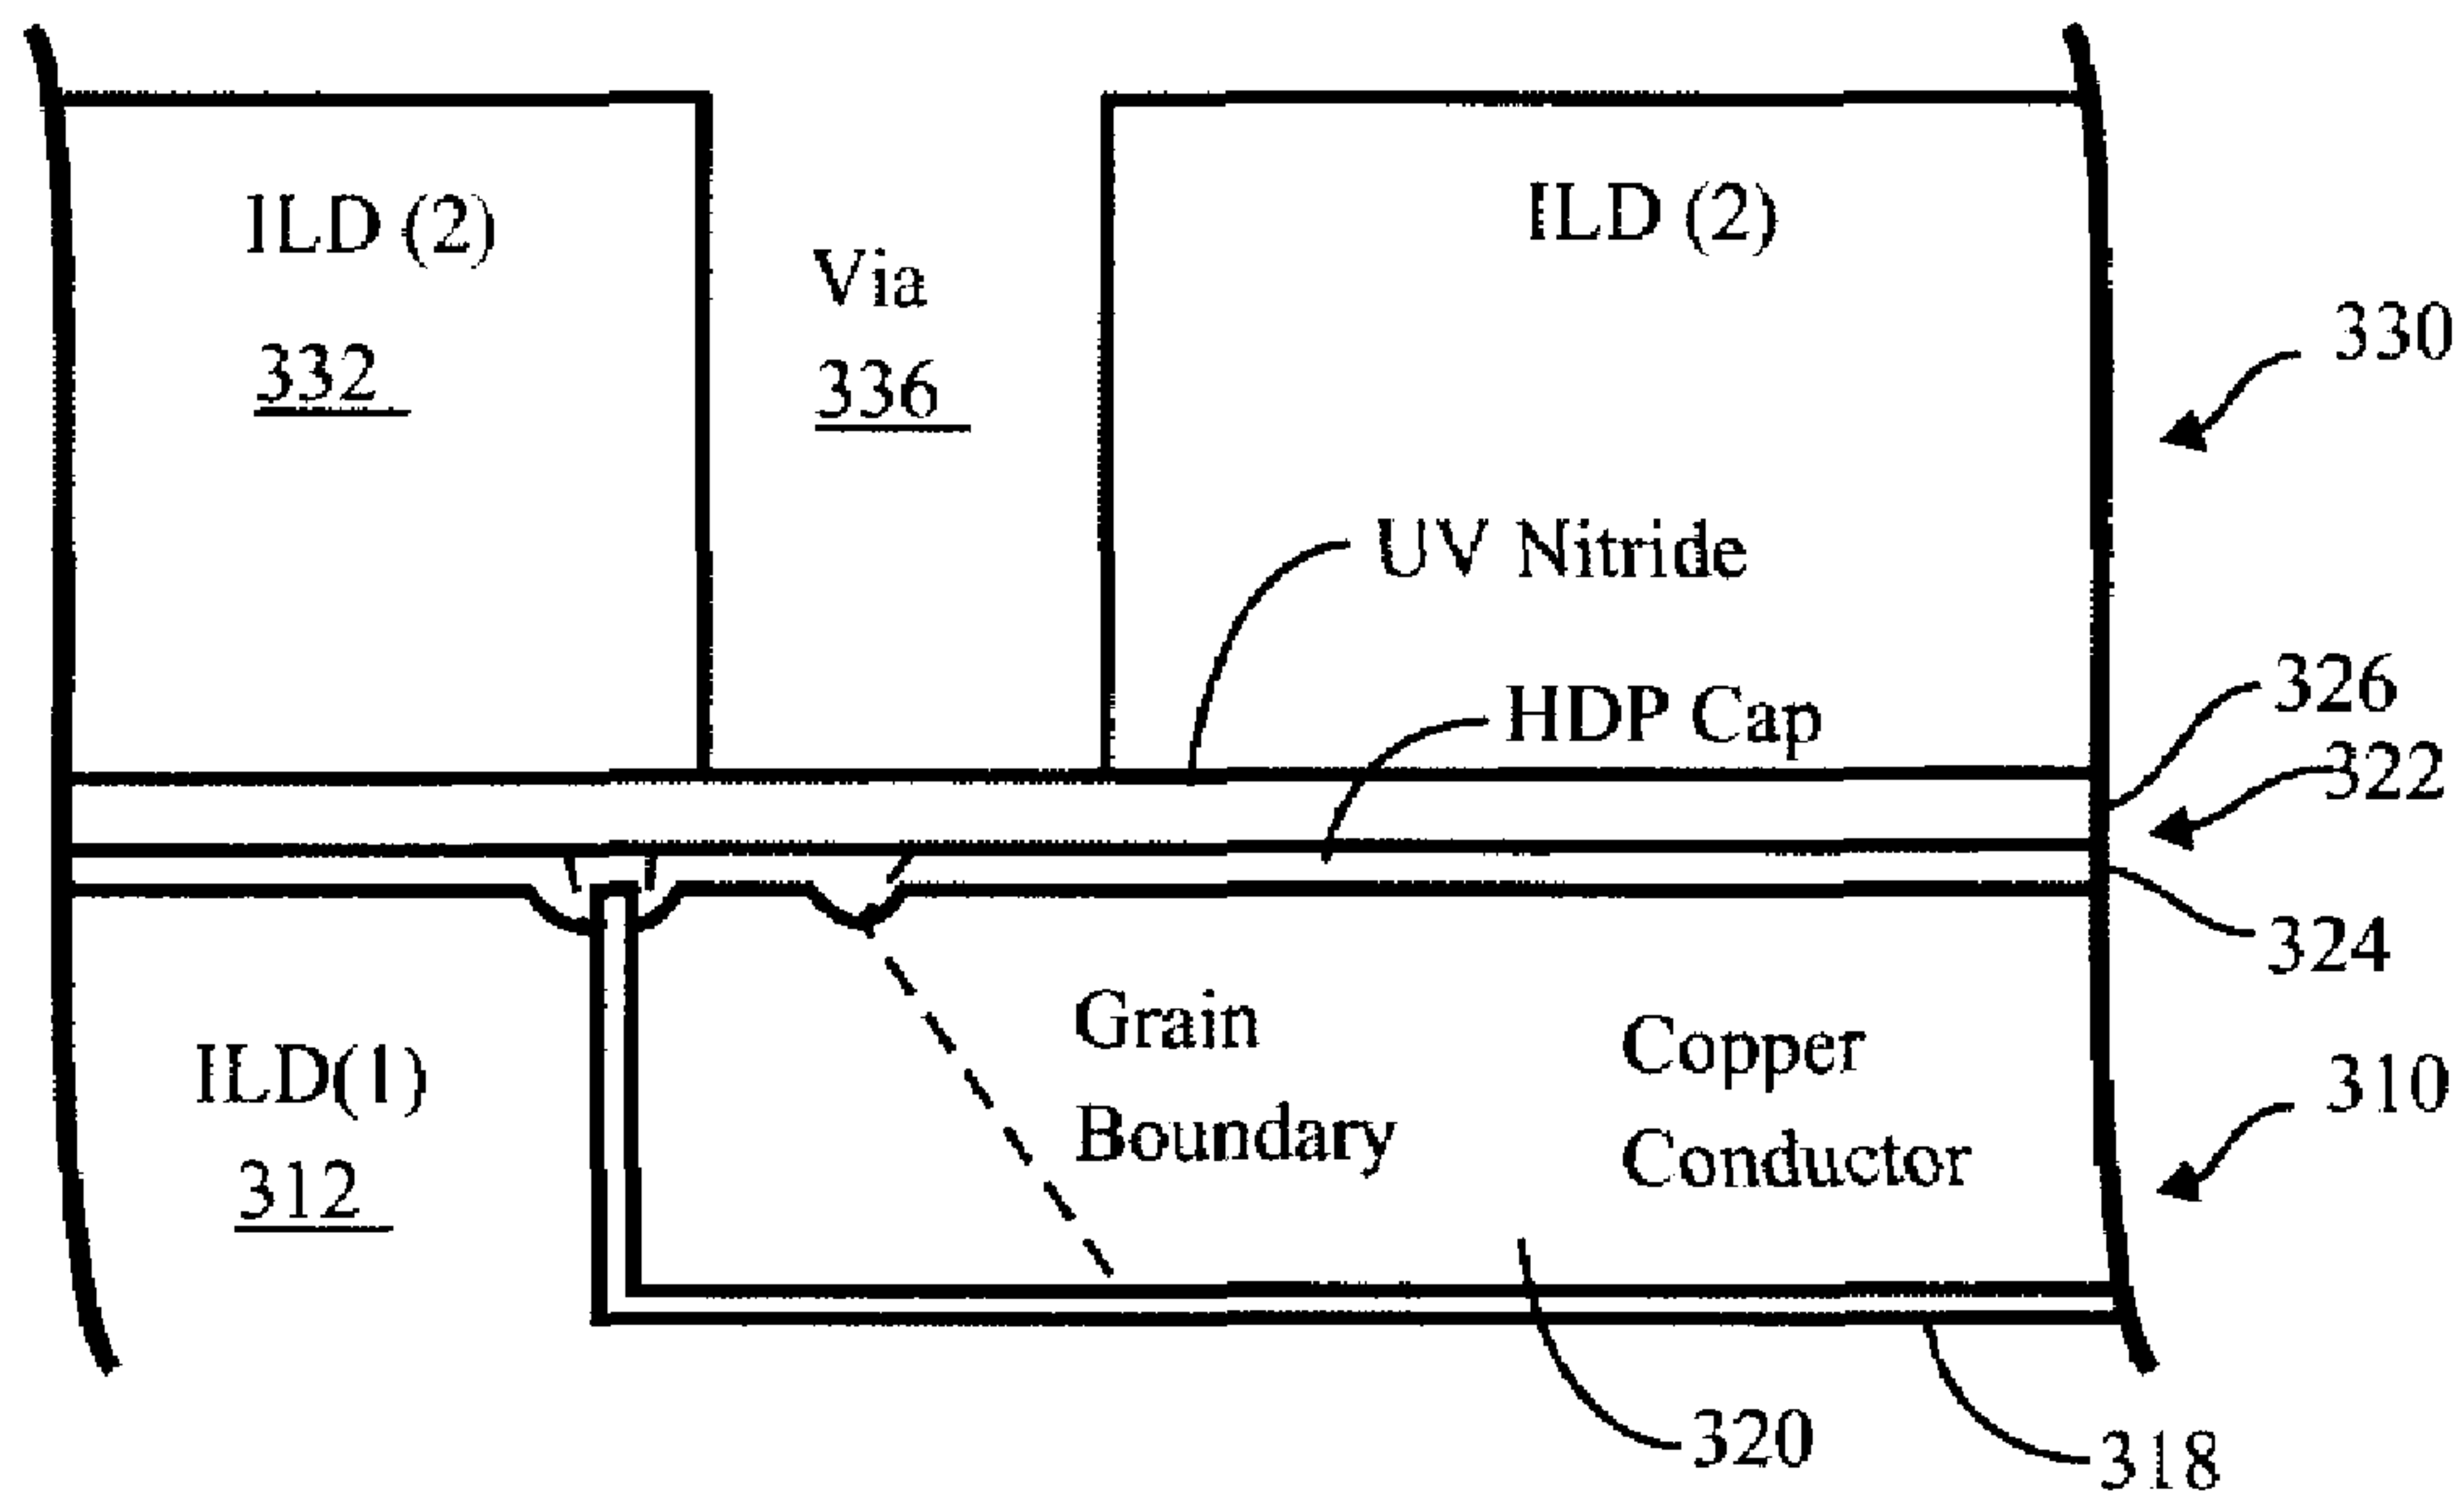 ILD (2)
332
Via
336
ILD (2)
330
UV Nitride
HDP Cap
326
322
324
ILD(1)
312
Grain
Boundary
Copper
Conductor
310
320
318